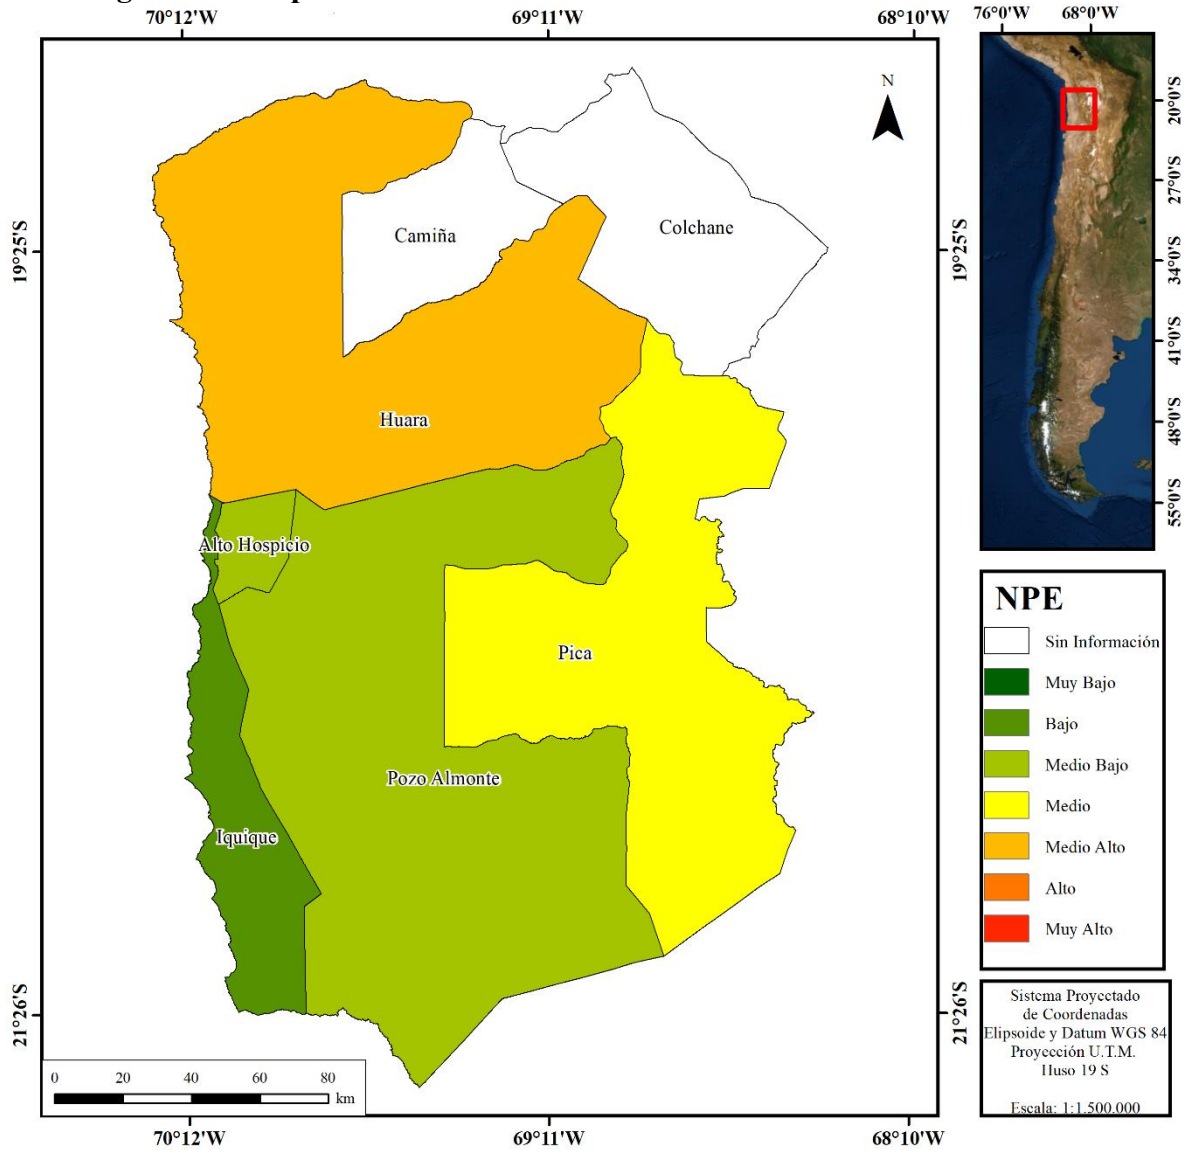 70°12'W 69°11'W 68°10'W
76°0'W 68°0'W
N
19°25'S
19°25'S
20°0'S
27°0'S
34°0'S
41°0'S
48°0'S
55°0'S
Camiña
Colchane
Huara
Alto Hospicio
Pica
Pozo Almonte
Iquique
21°26'S
21°26'S
0 20 40 60 80
km
70°12'W 69°11'W 68°10'W
NPE
Sin Información
Muy Bajo
Bajo
Medio Bajo
Medio
Medio Alto
Alto
Muy Alto
Sistema Proyectado
de Coordenadas
Elipsoide y Datum WGS 84
Proyección U.T.M.
Huso 19 S
Escala: 1:1.500.000